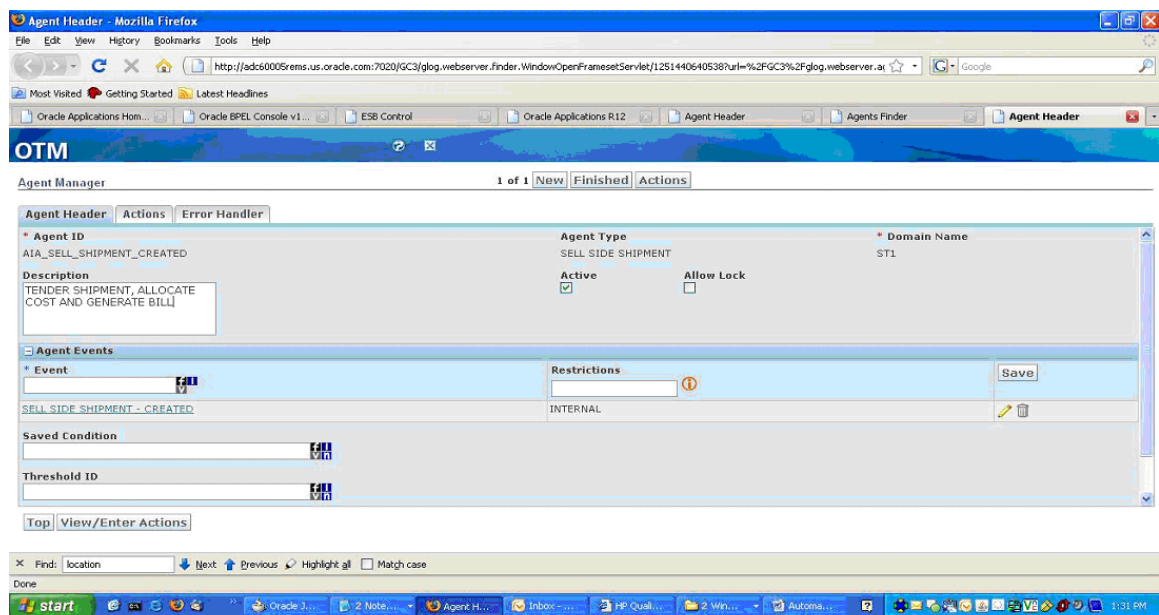 Agent Header - Mozilla Firefox
File Edit View History Bookmarks Tools Help
http://adc60005rems.us.oracle.com:7020/GC3/glog.webserver.finder.WindowOpenFramesetServlet/1251440640538?url=%2FGC3%2Fglog.webserver.a
Google
Most Visited Getting Started Latest Headlines
Oracle Applications Hom... Oracle BPEL Console v1... ESB Control Oracle Applications R12 Agent Header Agents Finder Agent Header
OTM
Agent Manager 1 of 1 New Finished Actions
Agent Header Actions Error Handler
* Agent ID Agent Type * Domain Name
AIA_SELL_SHIPMENT_CREATED SELL SIDE SHIPMENT ST1
Description Active Allow Lock
TENDER SHIPMENT, ALLOCATE
COST AND GENERATE BILL
Agent Events
* Event Restrictions Save
SELL SIDE SHIPMENT - CREATED INTERNAL
Saved Condition
Threshold ID
Top View/Enter Actions
Find: location Next Previous Highlight all Match case
Done
start Oracle J... 2 Note... Agent H... Inbox -... HP Quali... 2 Win... Automa... 1:31 PM